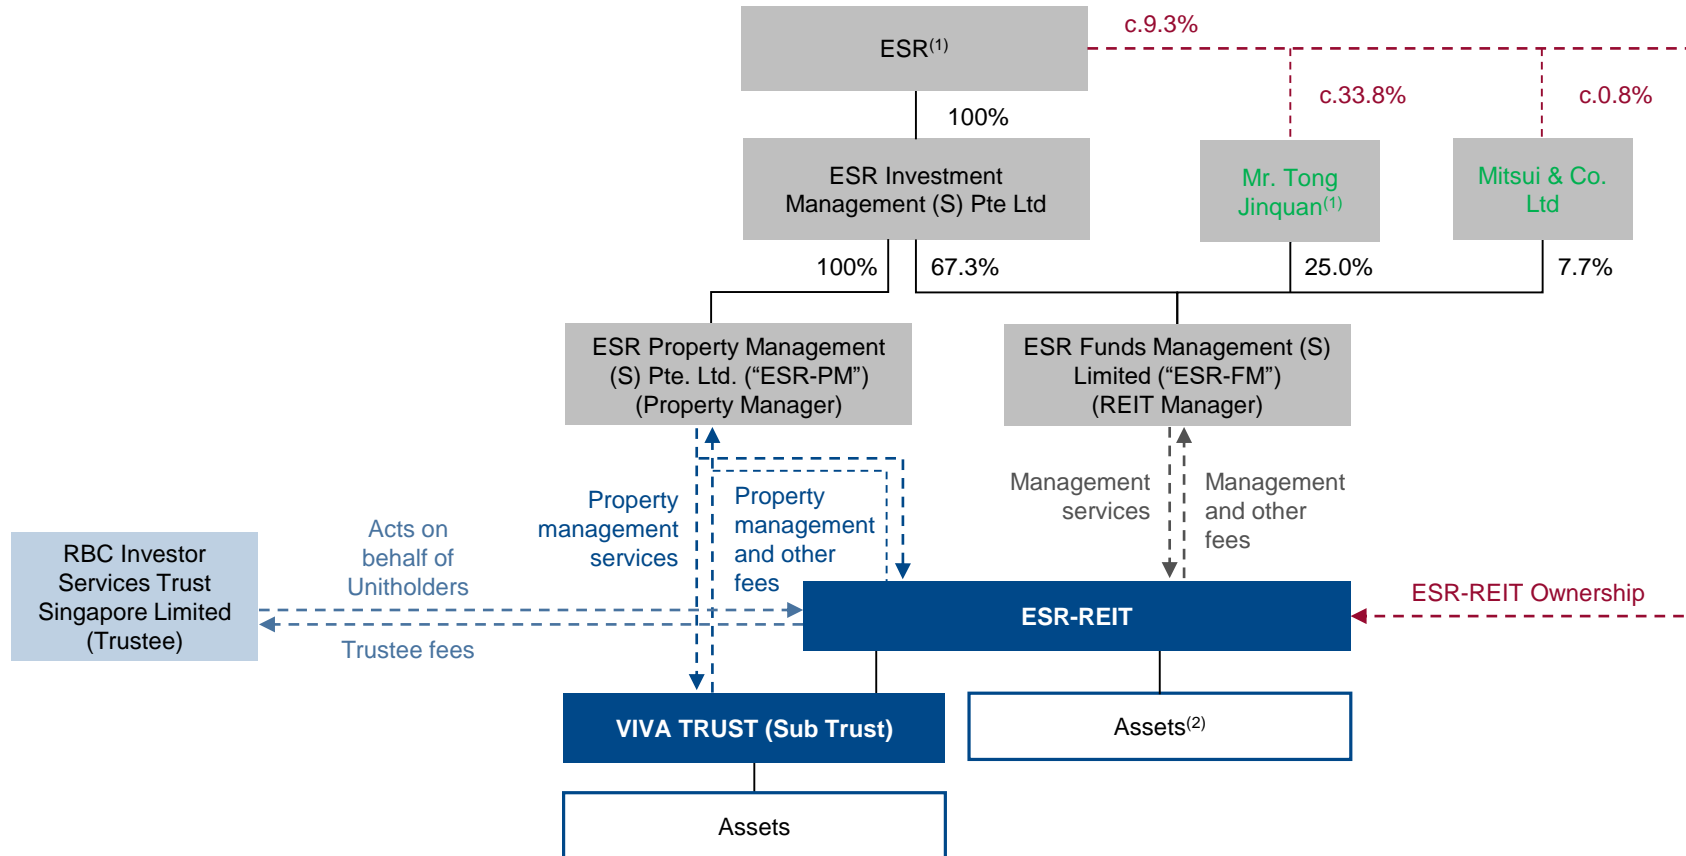 ESR(1)
c.9.3%
c.33.8%
c.0.8%
100%
ESR Investment
Management (S) Pte Ltd
Mr. Tong
Jinquan(1)
Mitsui & Co.
Ltd
100%
67.3%
25.0%
7.7%
ESR Property Management
(S) Pte. Ltd. (“ESR-PM”)
(Property Manager)
ESR Funds Management (S)
Limited (“ESR-FM”)
(REIT Manager)
Property
management
services
Property
management
and other
fees
Management
services
Management
and other
fees
RBC Investor
Services Trust
Singapore Limited
(Trustee)
Acts on
behalf of
Unitholders
Trustee fees
ESR-REIT
ESR-REIT Ownership
VIVA TRUST (Sub Trust)
Assets(2)
Assets